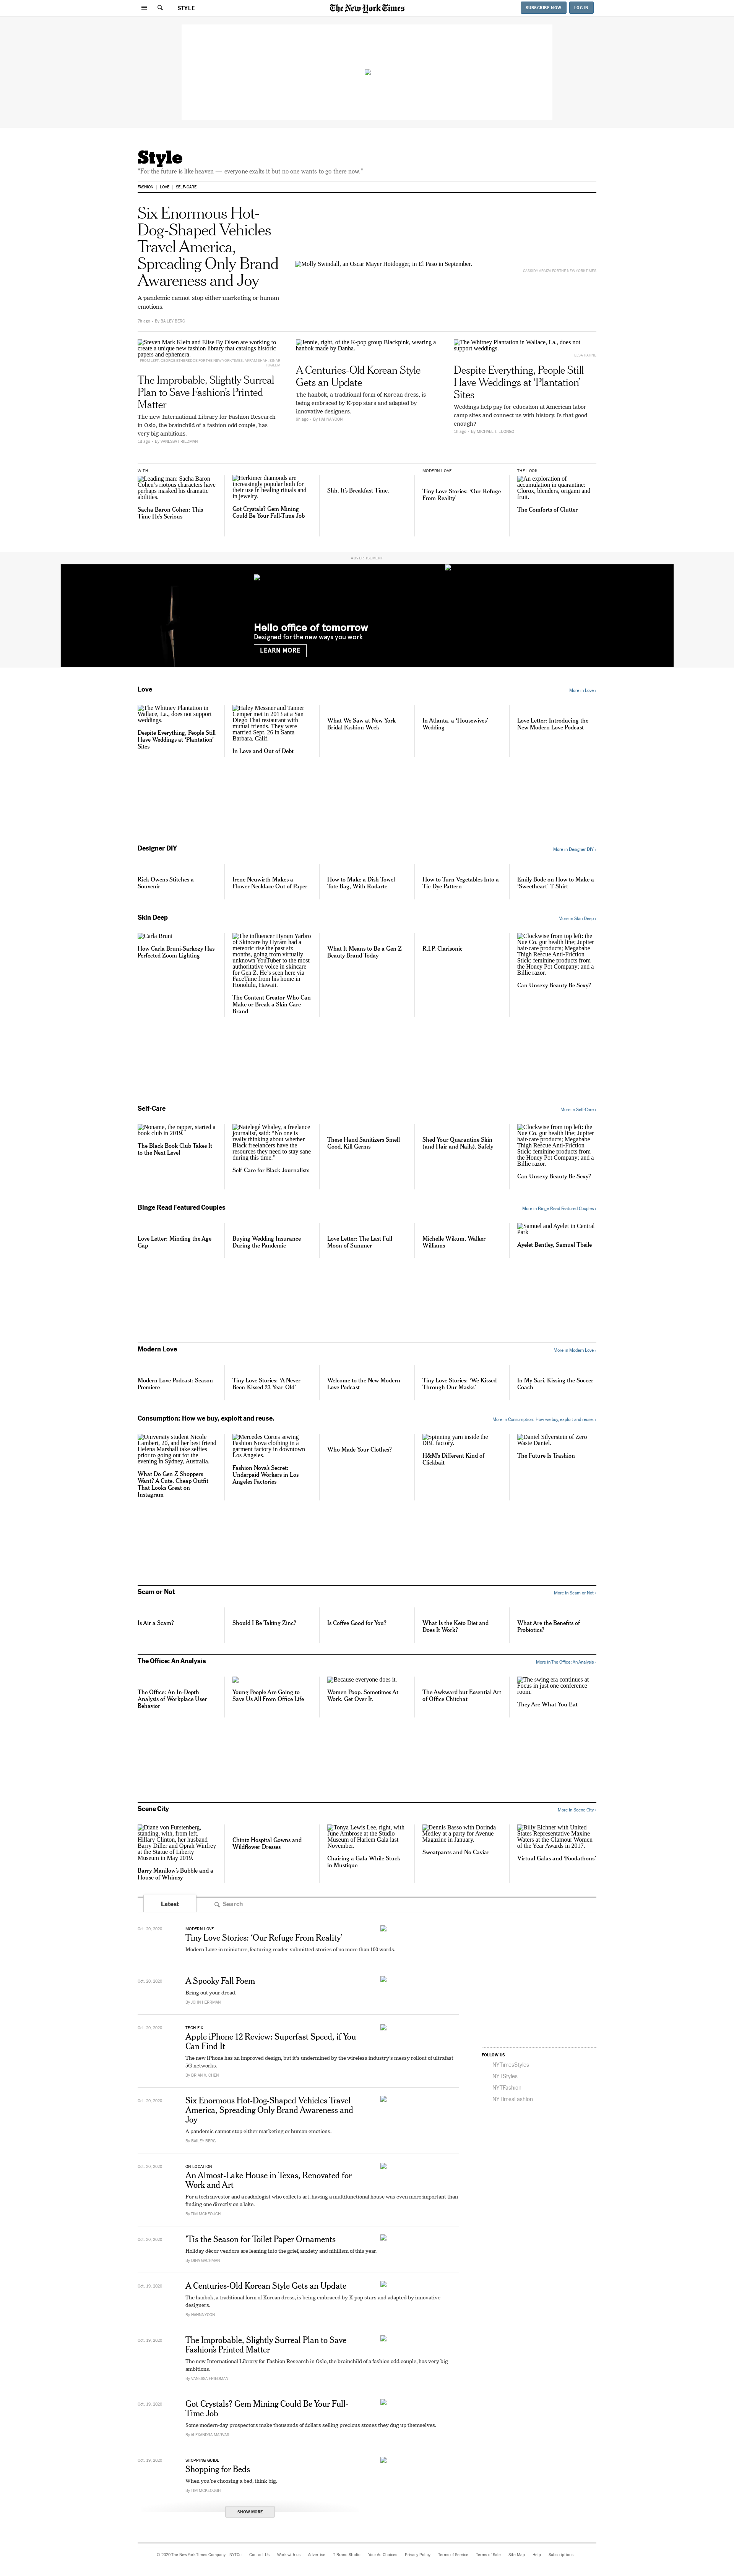 STYLE
The New York Times
SUBSCRIBE NOW
LOG IN
Style
“For the future is like heaven — everyone exalts it but no one wants to go there now.”
FASHION
LOVE
SELF-CARE
Six Enormous Hot-
Dog-Shaped Vehicles
Travel America,
Spreading Only Brand
Awareness and Joy
A pandemic cannot stop either marketing or human
emotions.
7h ago · By BAILEY BERG
Molly Swindall, an Oscar Mayer Hotdogger, in El Paso in September.
Steven Mark Klein and Elise By Olsen are working to
create a unique new fashion library that catalogs historic
papers and ephemera.
The Improbable, Slightly Surreal
Plan to Save Fashion’s Printed
Matter
The new International Library for Fashion Research
in Oslo, the brainchild of a fashion odd couple, has
very big ambitions.
By VANESSA FRIEDMAN
Jennie, right, of the K-pop group Blackpink, wearing a
hanbok made by Danha.
A Centuries-Old Korean Style
Gets an Update
The hanbok, a traditional form of Korean dress, is
being embraced by K-pop stars and adapted by
innovative designers.
By HAHNA YOON
The Whitney Plantation in Wallace, La., does not
support weddings.
Despite Everything, People Still
Have Weddings at ‘Plantation’
Sites
Weddings help pay for education at American labor
camp sites and connect us with history. Is that good
enough?
By MICHAEL T. LUONGO
WITH ...
Leading man: Sacha Baron
Cohen’s riotous characters have
perhaps masked his dramatic
abilities.
Sacha Baron Cohen: This
Time He’s Serious
Herkimer diamonds are
increasingly popular both for
their use in healing rituals and
in jewelry.
Got Crystals? Gem Mining
Could Be Your Full-Time Job
Shh. It’s Breakfast Time.
MODERN LOVE
Tiny Love Stories: ‘Our Refuge
From Reality’
THE LOOK
An exploration of
accumulation in quarantine:
Clorox, blenders, origami and
fruit.
The Comforts of Clutter
ADVERTISEMENT
Hello office of tomorrow
Designed for the new ways you work
LEARN MORE
Love
More in Love ›
The Whitney Plantation in
Wallace, La., does not support
weddings.
Despite Everything, People Still
Have Weddings at ‘Plantation’
Sites
Haley Messner and Tanner
Cemper met in 2013 at a San
Diego Thai restaurant with
mutual friends. They were
married Sept. 26 in Santa
Barbara, Calif.
In Love and Out of Debt
What We Saw at New York
Bridal Fashion Week
In Atlanta, a ‘Housewives’
Wedding
Love Letter: Introducing the
New Modern Love Podcast
Designer DIY
More in Designer DIY ›
Rick Owens Stitches a
Souvenir
Irene Neuwirth Makes a
Flower Necklace Out of Paper
How to Make a Dish Towel
Tote Bag, With Rodarte
How to Turn Vegetables Into a
Tie-Dye Pattern
Emily Bode on How to Make a
‘Sweetheart’ T-Shirt
Skin Deep
More in Skin Deep ›
Carla Bruni
How Carla Bruni-Sarkozy Has
Perfected Zoom Lighting
The influencer Hyram Yarbro
of Skincare by Hyram had a
meteoric rise the past six
months, going from virtually
unknown YouTuber to the most
authoritative voice in skincare
for Gen Z. He’s seen here via
FaceTime from his home in
Honolulu, Hawaii.
The Content Creator Who Can
Make or Break a Skin Care
Brand
What It Means to Be a Gen Z
Beauty Brand Today
R.I.P. Clarisonic
Clockwise from top left: the
Nue Co. gut health line; Jupiter
hair-care products; Megababe
Thigh Rescue Anti-Friction
Stick; feminine products from
the Honey Pot Company; and a
Billie razor.
Can Unsexy Beauty Be Sexy?
Self-Care
More in Self-Care ›
Noname, the rapper, started a
book club in 2019.
The Black Book Club Takes It
to the Next Level
Natelegé Whaley, a freelance
journalist, said: “No one is
really thinking about whether
Black freelancers have the
resources they need to stay sane
during this time.”
Self-Care for Black Journalists
These Hand Sanitizers Smell
Good, Kill Germs
Shed Your Quarantine Skin
(and Hair and Nails), Safely
Clockwise from top left: the
Nue Co. gut health line; Jupiter
hair-care products; Megababe
Thigh Rescue Anti-Friction
Stick; feminine products from
the Honey Pot Company; and a
Billie razor.
Can Unsexy Beauty Be Sexy?
Binge Read Featured Couples
More in Binge Read Featured Couples ›
Love Letter: Minding the Age
Gap
Buying Wedding Insurance
During the Pandemic
Love Letter: The Last Full
Moon of Summer
Michelle Wikum, Walker
Williams
Samuel and Ayelet in Central
Park
Ayelet Bentley, Samuel Theile
Modern Love
More in Modern Love ›
Modern Love Podcast: Season
Premiere
Tiny Love Stories: ‘A Never-
Been-Kissed 23-Year-Old’
Welcome to the New Modern
Love Podcast
Tiny Love Stories: ‘We Kissed
Through Our Masks’
In My Sari, Kissing the Soccer
Coach
Consumption: How we buy, exploit and reuse.
More in Consumption: How we buy, exploit and reuse. ›
University student Nicole
Lambert, 20, and her best friend
Helena Marshall take selfies
prior to going out for the
evening in Sydney, Australia.
What Do Gen Z Shoppers
Want? A Cute, Cheap Outfit
That Looks Great on
Instagram
Mercedes Cortes sewing
Fashion Nova clothing in a
garment factory in downtown
Los Angeles.
Fashion Nova’s Secret:
Underpaid Workers in Los
Angeles Factories
Who Made Your Clothes?
Spinning yarn inside the
DBL factory.
H&M’s Different Kind of
Clickbait
Daniel Silverstein of Zero
Waste Daniel.
The Future Is Trashion
Scam or Not
More in Scam or Not ›
Is Air a Scam?
Should I Be Taking Zinc?
Is Coffee Good for You?
What Is the Keto Diet and
Does It Work?
What Are the Benefits of
Probiotics?
The Office: An Analysis
More in The Office: An Analysis ›
The Office: An In-Depth
Analysis of Workplace User
Behavior
Young People Are Going to
Save Us All From Office Life
Because everyone does it.
Women Poop. Sometimes At
Work. Get Over It.
The Awkward but Essential Art
of Office Chitchat
The swing era continues at
Focus in just one conference
room.
They Are What You Eat
Scene City
More in Scene City ›
Diane von Furstenberg,
standing, with, from left,
Hillary Clinton, her husband
Barry Diller and Oprah Winfrey
at the Statue of Liberty
Museum in May 2019.
Barry Manilow’s Bubble and a
House of Whimsy
Chintz Hospital Gowns and
Wildflower Dresses
Tonya Lewis Lee, right, with
June Ambrose at the Studio
Museum of Harlem Gala last
November.
Chairing a Gala While Stuck
in Mustique
Dennis Basso with Dorinda
Medley at a party for Avenue
Magazine in January.
Sweatpants and No Caviar
Billy Eichner with United
States Representative Maxine
Waters at the Glamour Women
of the Year Awards in 2017.
Virtual Galas and ‘Foodathons’
Latest
Search
Oct. 20, 2020
MODERN LOVE
Tiny Love Stories: ‘Our Refuge From Reality’
Modern Love in miniature, featuring reader-submitted stories of no more than 100 words.
Oct. 20, 2020
A Spooky Fall Poem
Bring out your dread.
By JOHN MERRIMAN
Oct. 20, 2020
TECH FIX
Apple iPhone 12 Review: Superfast Speed, if You
Can Find It
The new iPhone has an improved design, but it’s undermined by the wireless industry’s messy rollout of ultrafast
5G networks.
By BRIAN X. CHEN
Oct. 20, 2020
Six Enormous Hot-Dog-Shaped Vehicles Travel
America, Spreading Only Brand Awareness and
Joy
A pandemic cannot stop either marketing or human emotions.
By BAILEY BERG
Oct. 20, 2020
ON LOCATION
An Almost-Lake House in Texas, Renovated for
Work and Art
For a tech investor and a radiologist who collects art, having a multifunctional house was even more important than
finding one directly on a lake.
By TIM MCKEOUGH
Oct. 20, 2020
’Tis the Season for Toilet Paper Ornaments
Holiday décor vendors are leaning into the grief, anxiety and nihilism of this year.
Oct. 19, 2020
A Centuries-Old Korean Style Gets an Update
The hanbok, a traditional form of Korean dress, is being embraced by K-pop stars and adapted by innovative
designers.
By HAHNA YOON
Oct. 19, 2020
The Improbable, Slightly Surreal Plan to Save
Fashion’s Printed Matter
The new International Library for Fashion Research in Oslo, the brainchild of a fashion odd couple, has very big
ambitions.
By VANESSA FRIEDMAN
Oct. 19, 2020
Got Crystals? Gem Mining Could Be Your Full-
Time Job
Some modern-day prospectors make thousands of dollars selling precious stones they dug up themselves.
By ALEXANDRA MARVAR
Oct. 19, 2020
SHOPPING GUIDE
Shopping for Beds
When you’re choosing a bed, think big.
By TIM MCKEOUGH
SHOW MORE
FOLLOW US
NYTimesStyles
NYTStyles
NYTFashion
NYTimesFashion
© 2020 The New York Times Company
NYTCo
Contact Us
Work with us
Advertise
T Brand Studio
Your Ad Choices
Privacy Policy
Terms of Service
Terms of Sale
Site Map
Help
Subscriptions